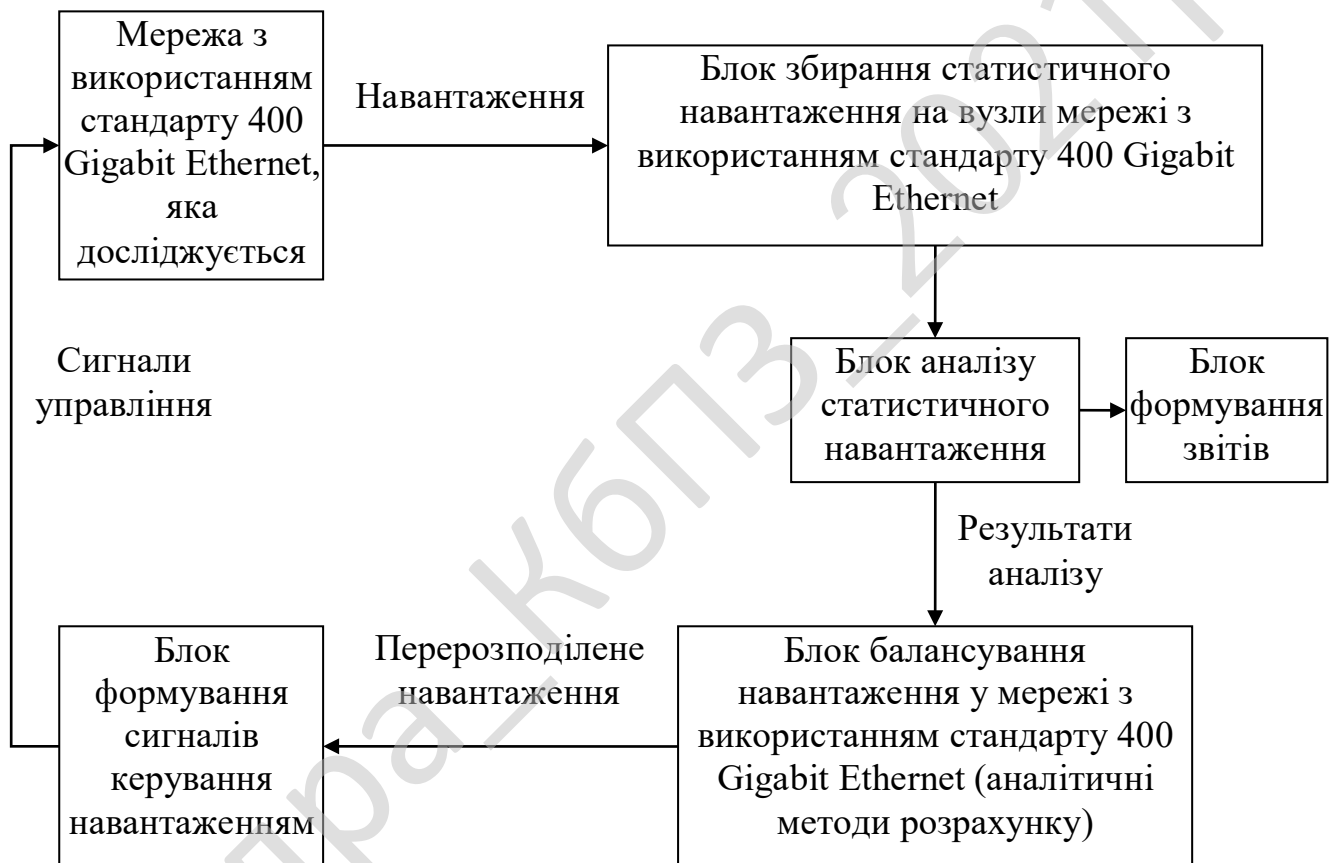 Мережа з
використанням
стандарту 400
Gigabit Ethernet,
яка
досліджується
Навантаження
Блок збирання статистичного
навантаження на вузли мережі з
використанням стандарту 400 Gigabit
Ethernet
Сигнали
управління
Блок аналізу
статистичного
навантаження
Блок
формування
звітів
Результати
аналізу
Блок
формування
сигналів
керування
навантаженням
Перерозподілене
навантаження
Блок балансування
навантаження у мережі з
використанням стандарту 400
Gigabit Ethernet (аналітичні
методи розрахунку)